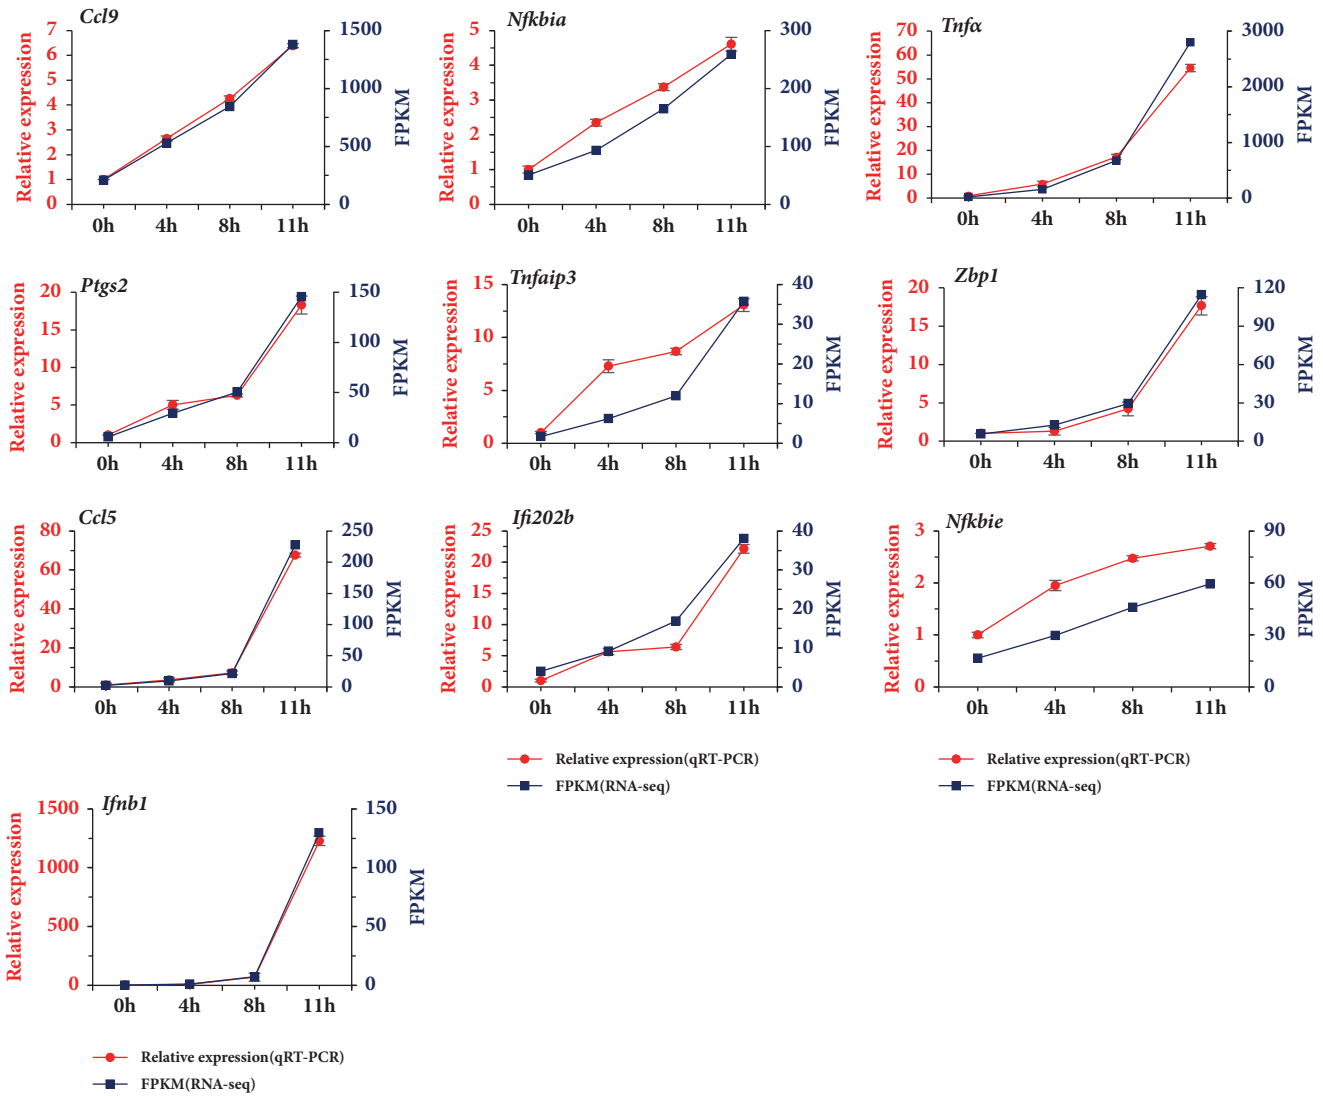 Ccl9
Relative expression
7
6
5
4
3
2
1
0
1500
1000
500
0
FPKM
0h 4h 8h 11h
Nfkbia
Relative expression
5
4
3
2
1
0
300
200
100
0
FPKM
0h 4h 8h 11h
Tnfα
Relative expression
70
60
50
40
30
20
10
0
3000
2000
1000
0
FPKM
0h 4h 8h 11h
Ptgs2
Relative expression
20
15
10
5
0
150
100
50
0
FPKM
0h 4h 8h 11h
Tnfaip3
Relative expression
15
10
5
0
40
30
20
10
0
FPKM
0h 4h 8h 11h
Zbp1
Relative expression
20
15
10
5
0
120
90
60
30
0
FPKM
0h 4h 8h 11h
Ccl5
Relative expression
80
60
40
20
0
250
200
150
100
50
0
FPKM
0h 4h 8h 11h
Ifi202b
Relative expression
25
20
15
10
5
0
40
30
20
10
0
FPKM
0h 4h 8h 11h
Relative expression(qRT-PCR)
FPKM(RNA-seq)
Nfkbie
Relative expression
3
2
1
0
90
60
30
0
FPKM
0h 4h 8h 11h
Relative expression(qRT-PCR)
FPKM(RNA-seq)
Ifnb1
Relative expression
1500
1000
500
0
150
100
50
0
FPKM
0h 4h 8h 11h
Relative expression(qRT-PCR)
FPKM(RNA-seq)